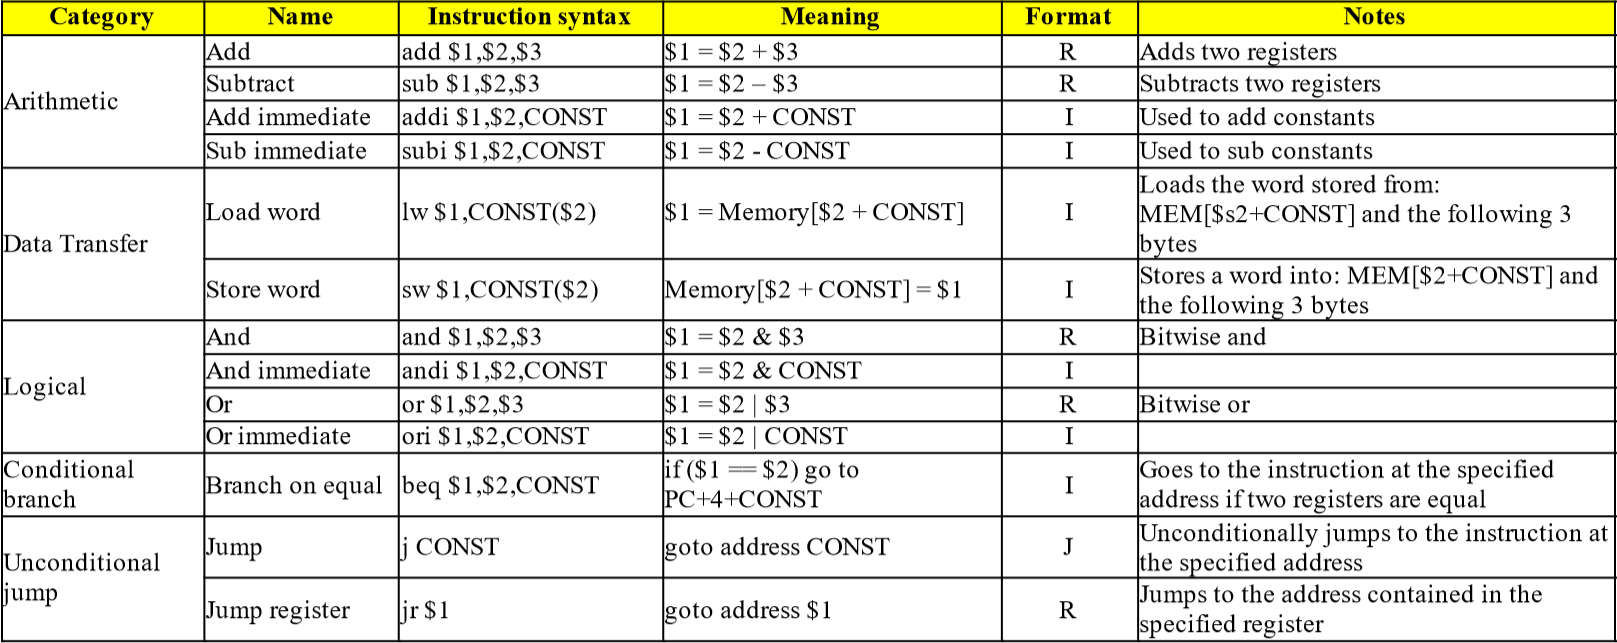 Category Name Instruction syntax Meaning Format Notes
Arithmetic
Add add $1,$2,$3 $1 = $2 + $3 R Adds two registers
Subtract sub $1,$2,$3 $1 = $2 – $3 R Subtracts two registers
Add immediate addi $1,$2,CONST $1 = $2 + CONST I Used to add constants
Sub immediate subi $1,$2,CONST $1 = $2 - CONST I Used to sub constants
Data Transfer
Load word lw $1,CONST($2) $1 = Memory[$2 + CONST] I Loads the word stored from:
MEM[$s2+CONST] and the following 3
bytes
Store word sw $1,CONST($2) Memory[$2 + CONST] = $1 I Stores a word into: MEM[$2+CONST] and
the following 3 bytes
Logical
And and $1,$2,$3 $1 = $2 & $3 R Bitwise and
And immediate andi $1,$2,CONST $1 = $2 & CONST I
Or or $1,$2,$3 $1 = $2 | $3 R Bitwise or
Or immediate ori $1,$2,CONST $1 = $2 | CONST I
Conditional
branch
Branch on equal beq $1,$2,CONST if ($1 == $2) go to
PC+4+CONST
I
Goes to the instruction at the specified
address if two registers are equal
Unconditional
jump
Jump j CONST goto address CONST J Unconditionally jumps to the instruction at
the specified address
Jump register jr $1 goto address $1 R Jumps to the address contained in the
specified register